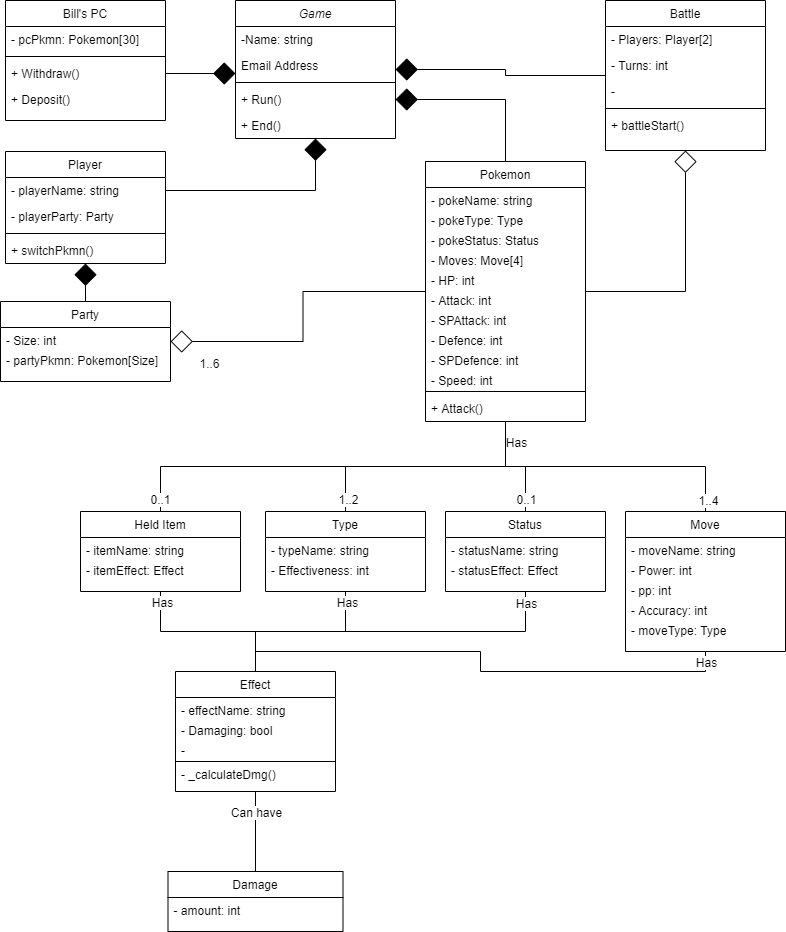 Bill's PC
- pcPkmn: Pokemon[30]
+ Withdraw()
+ Deposit()
Game
-Name: string
Email Address
+ Run()
+ End()
Battle
- Players: Player[2]
- Turns: int
-
+ battleStart()
Player
- playerName: string
- playerParty: Party
+ switchPkmn()
Party
- Size: int
- partyPkmn: Pokemon[Size]
1..6
Pokemon
- pokeName: string
- pokeType: Type
- pokeStatus: Status
- Moves: Move[4]
- HP: int
- Attack: int
- SPAttack: int
- Defence: int
- SPDefence: int
- Speed: int
+ Attack()
Has
0..1
1..2
0..1
1..4
Held Item
- itemName: string
- itemEffect: Effect
Has
Type
- typeName: string
- Effectiveness: int
Has
Status
- statusName: string
- statusEffect: Effect
Has
Move
- moveName: string
- Power: int
- pp: int
- Accuracy: int
- moveType: Type
Has
Effect
- effectName: string
- Damaging: bool
-
- _calculateDmg()
Can have
Damage
- amount: int